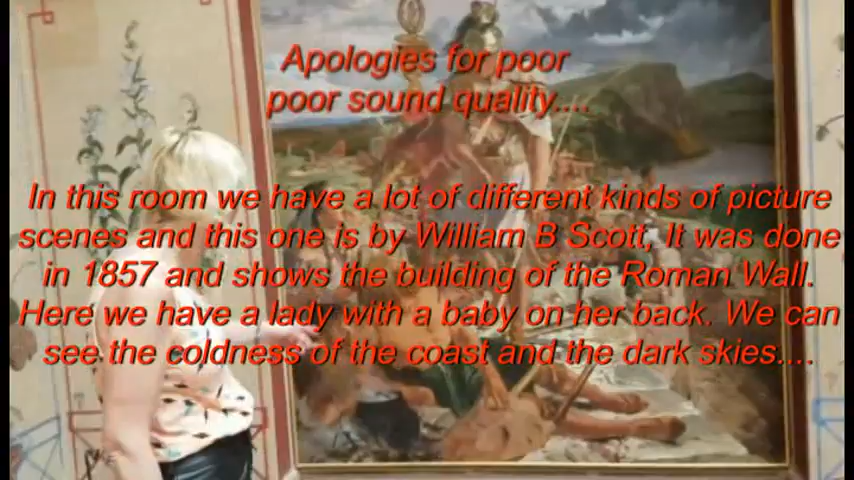 Apologies for poor
poor sound quality....
In this room we have a lot of different kinds of picture
scenes and this one is by William B Scott, It was done
in 1857 and shows the building of the Roman Wall.
Here we have a lady with a baby on her back. We can
see the coldness of the coast and the dark skies....